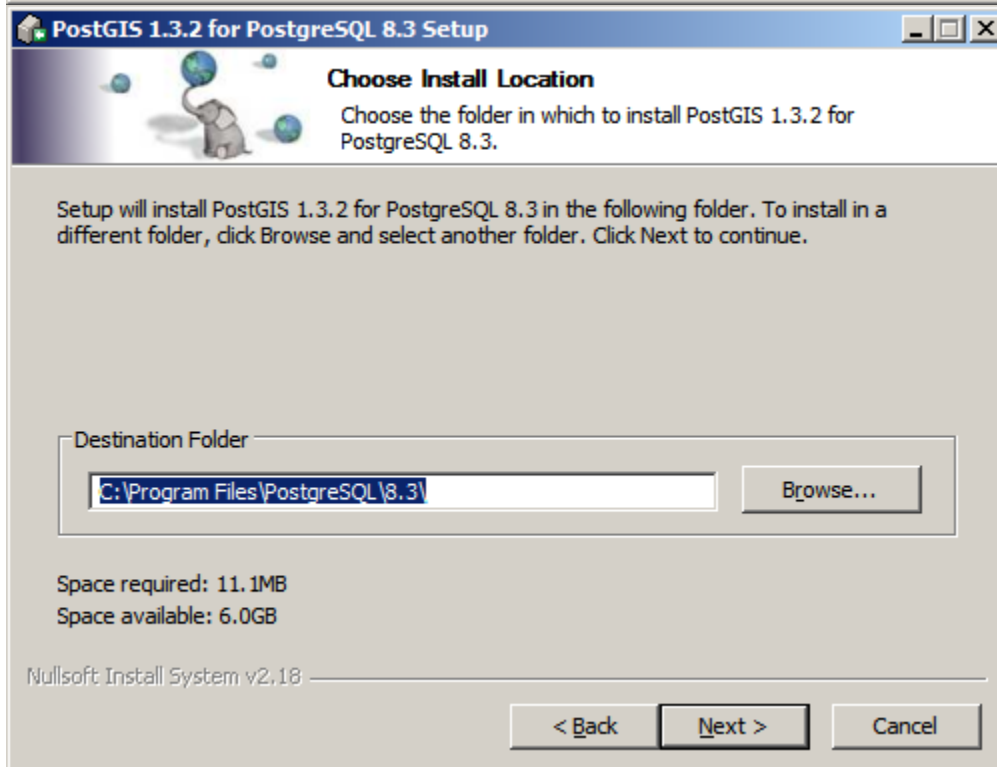 PostGIS 1.3.2 for PostgreSQL 8.3 Setup
Choose Install Location
Choose the folder in which to install PostGIS 1.3.2 for
PostgreSQL 8.3.
Setup will install PostGIS 1.3.2 for PostgreSQL 8.3 in the following folder. To install in a
different folder, click Browse and select another folder. Click Next to continue.
Destination Folder
C:\Program Files\PostgreSQL\8.3\
Browse...
Space required: 11.1MB
Space available: 6.0GB
Nullsoft Install System v2.18
< Back
Next >
Cancel